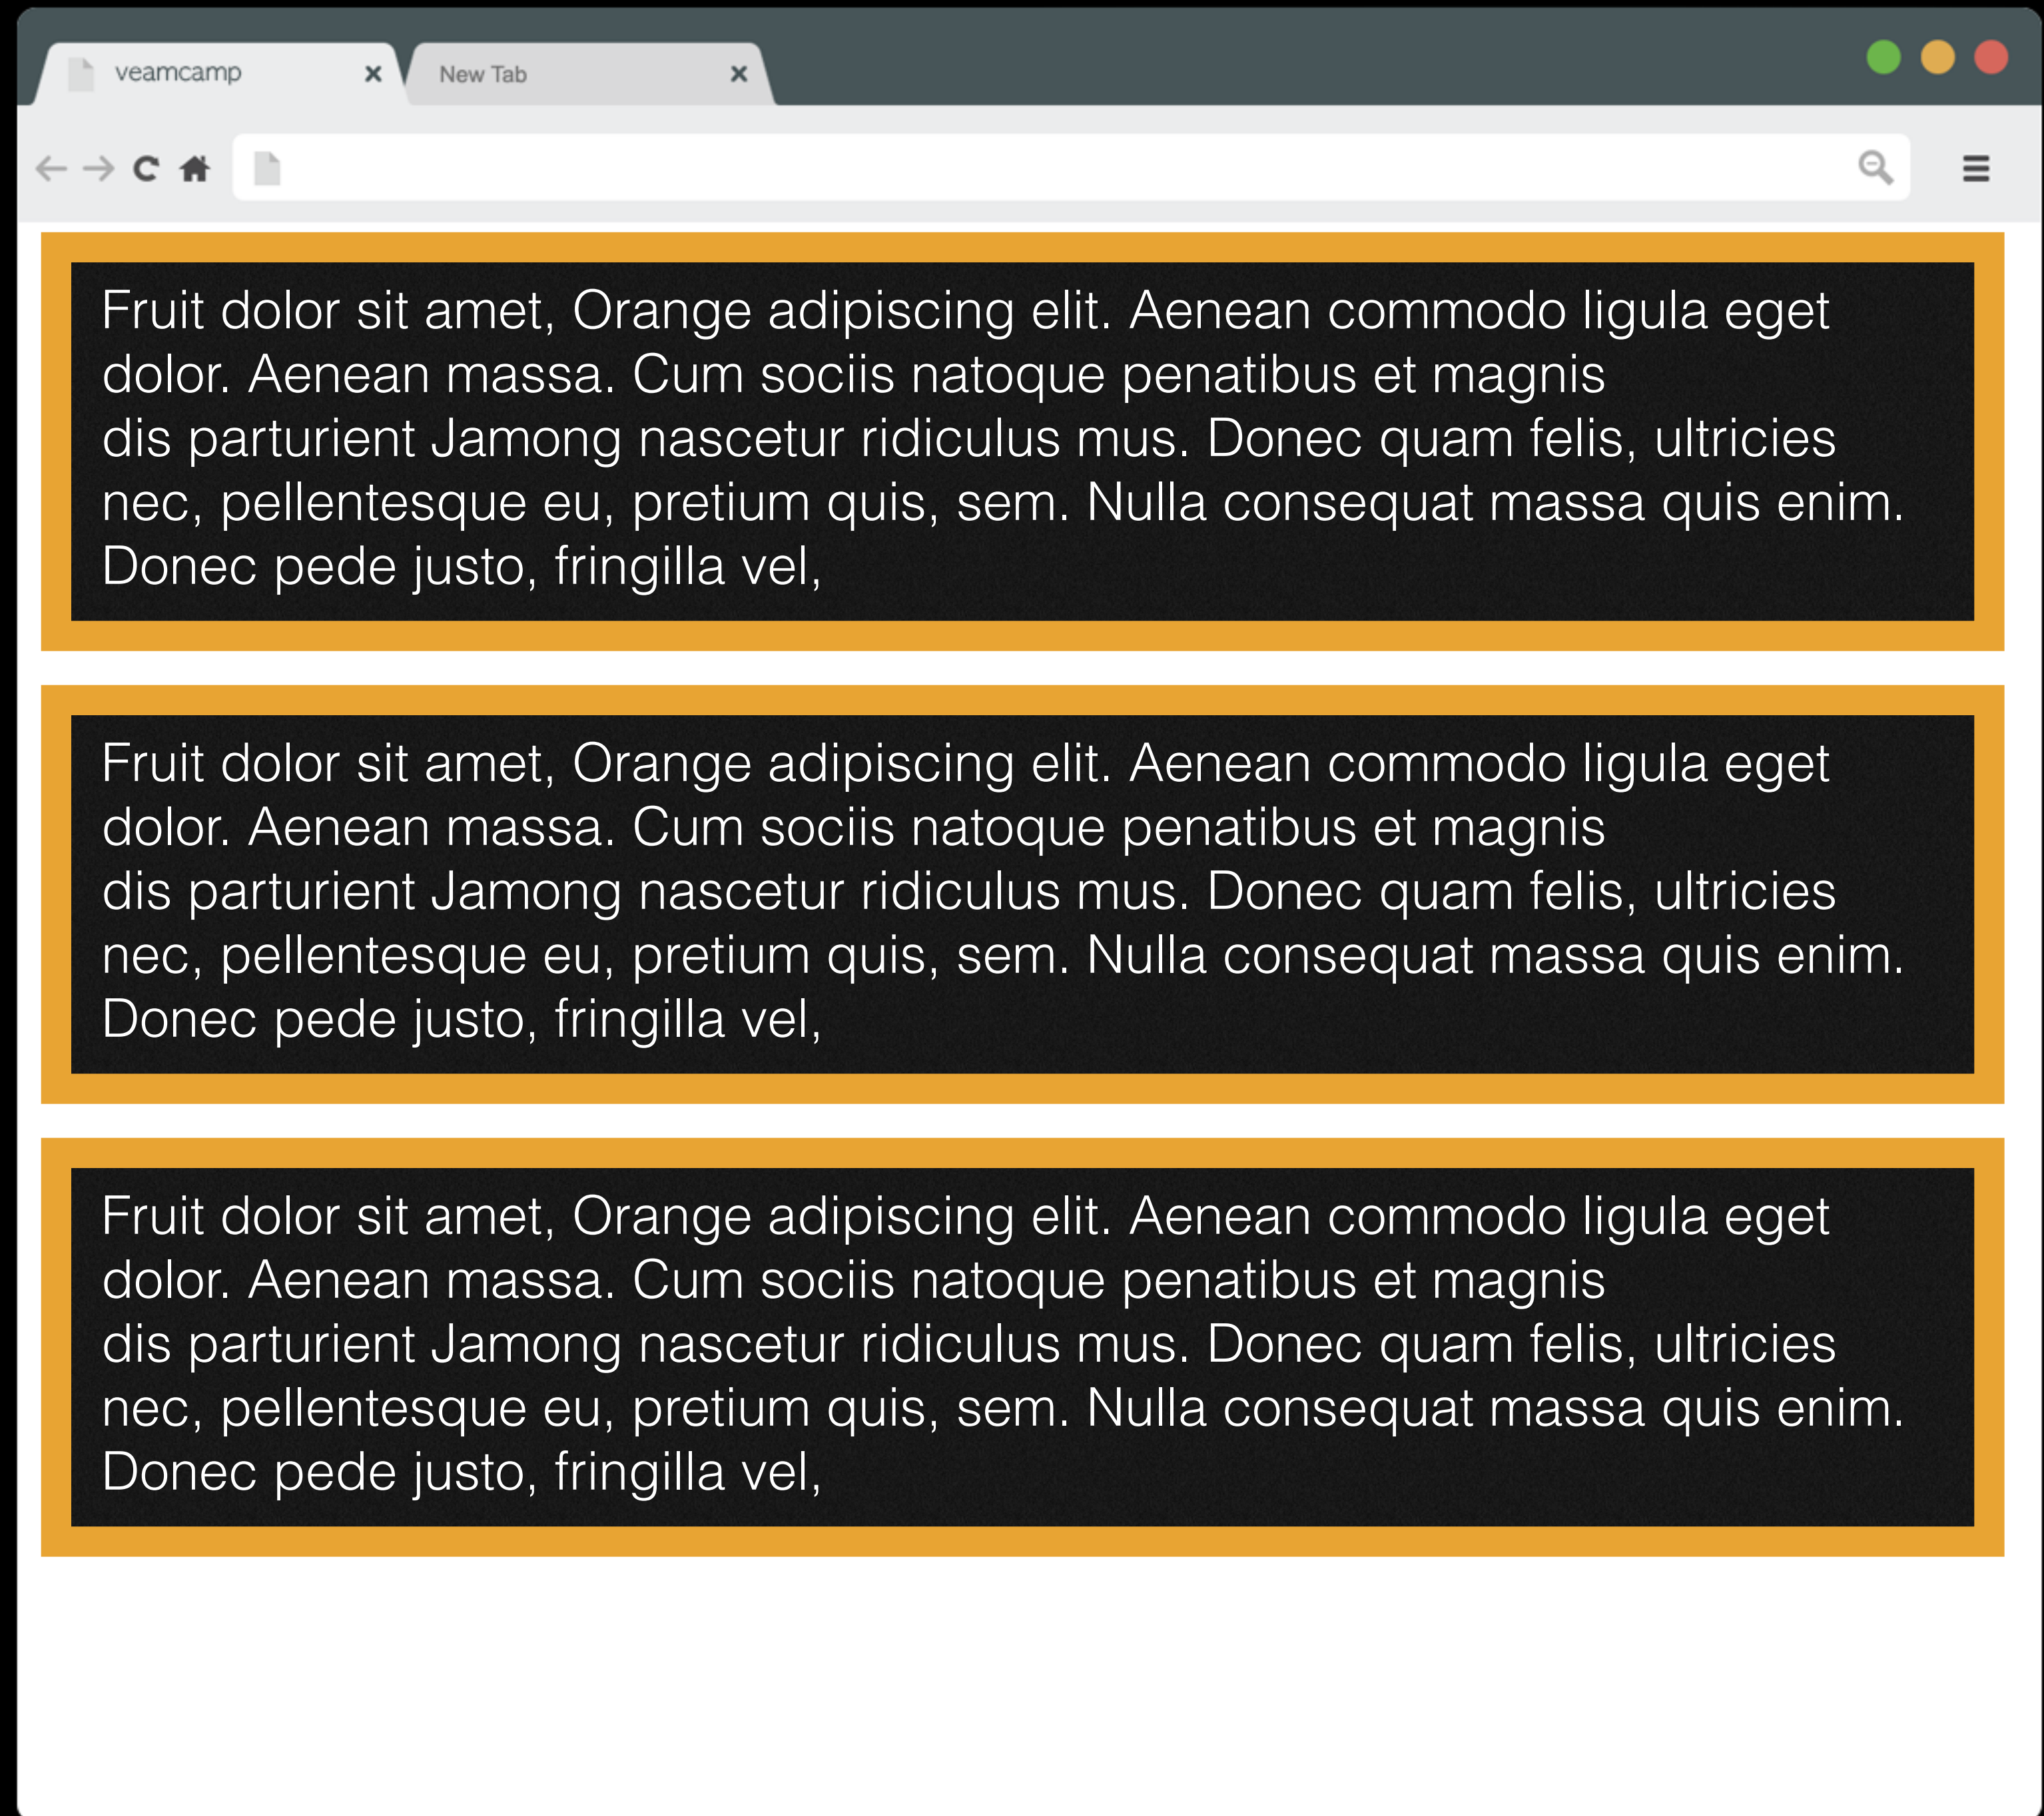 veamcamp
New Tab
Fruit dolor sit amet, Orange adipiscing elit. Aenean commodo ligula eget
dolor. Aenean massa. Cum sociis natoque penatibus et magnis
dis parturient Jamong nascetur ridiculus mus. Donec quam felis, ultricies
nec, pellentesque eu, pretium quis, sem. Nulla consequat massa quis enim.
Donec pede justo, fringilla vel,
Fruit dolor sit amet, Orange adipiscing elit. Aenean commodo ligula eget
dolor. Aenean massa. Cum sociis natoque penatibus et magnis
dis parturient Jamong nascetur ridiculus mus. Donec quam felis, ultricies
nec, pellentesque eu, pretium quis, sem. Nulla consequat massa quis enim.
Donec pede justo, fringilla vel,
Fruit dolor sit amet, Orange adipiscing elit. Aenean commodo ligula eget
dolor. Aenean massa. Cum sociis natoque penatibus et magnis
dis parturient Jamong nascetur ridiculus mus. Donec quam felis, ultricies
nec, pellentesque eu, pretium quis, sem. Nulla consequat massa quis enim.
Donec pede justo, fringilla vel,